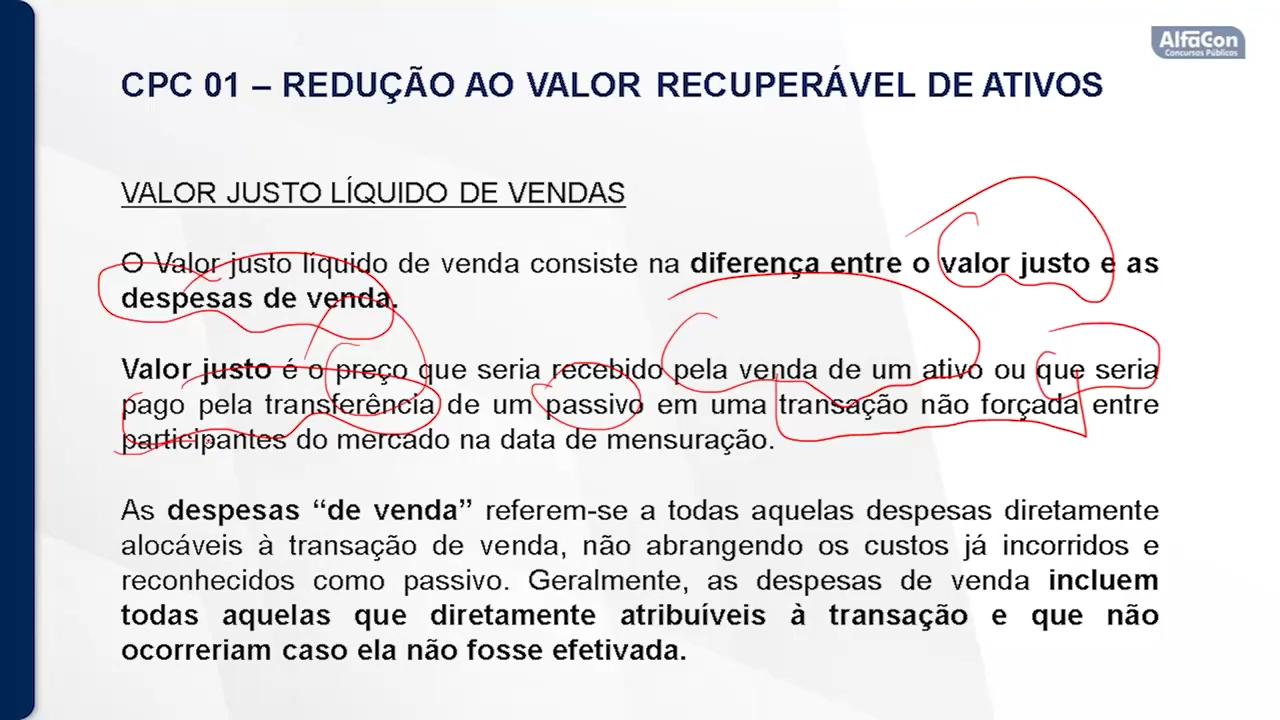 AlfaCon
Concursos Públicos
CPC 01 – REDUÇÃO AO VALOR RECUPERÁVEL DE ATIVOS
VALOR JUSTO LÍQUIDO DE VENDAS
O Valor justo líquido de venda consiste na diferença entre o valor justo e as
despesas de venda.
Valor justo é o preço que seria recebido pela venda de um ativo ou que seria
pago pela transferência de um passivo em uma transação não forçada entre
participantes do mercado na data de mensuração.
As despesas “de venda” referem-se a todas aquelas despesas diretamente
alocáveis à transação de venda, não abrangendo os custos já incorridos e
reconhecidos como passivo. Geralmente, as despesas de venda incluem
todas aquelas que diretamente atribuíveis à transação e que não
ocorreriam caso ela não fosse efetivada.